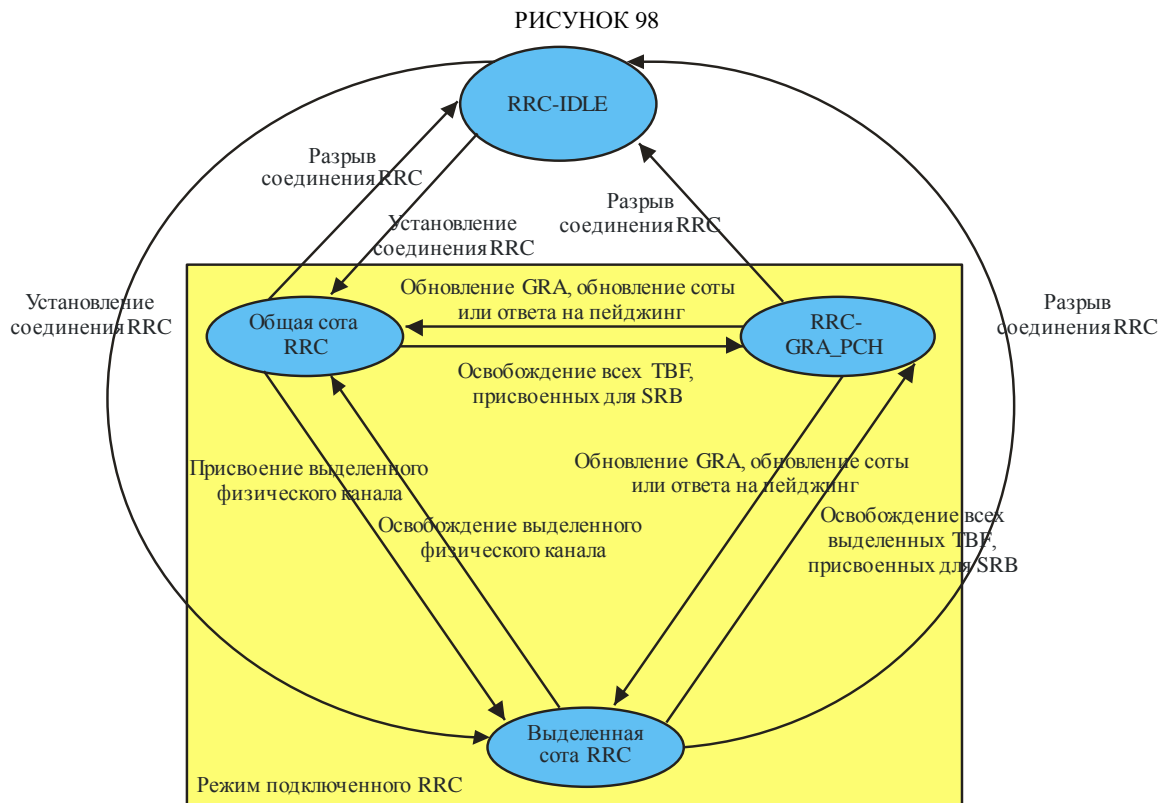 РИСУНОК 98
RRC-IDLE
Разрыв
соединения RRC
Установление
соединения RRC
Разрыв
соединения RRC
Установление
соединения RRC
Разрыв
соединения RRC
Общая сота
RRC
Обновление GRA, обновление соты
или ответа на пейджинг
RRC-
GRA_PCH
Освобождение всех TBF,
присвоенных для SRB
Присвоение выделенного
физического канала
Освобождение выделенного
физического канала
Обновление GRA, обновление соты
или ответа на пейджинг
Освобождение всех
выделенных TBF,
присвоенных для SRB
Выделенная
сота RRC
Режим подключенного RRC